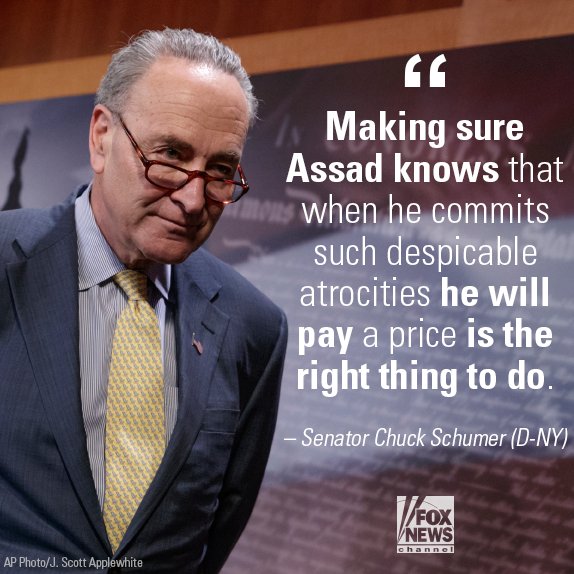 “
Making sure
Assad knows that
when he commits
such despicable
atrocities he will
pay a price is the
right thing to do.
– Senator Chuck Schumer (D-NY)
FOX
NEWS
channel
AP Photo/J. Scott Applewhite